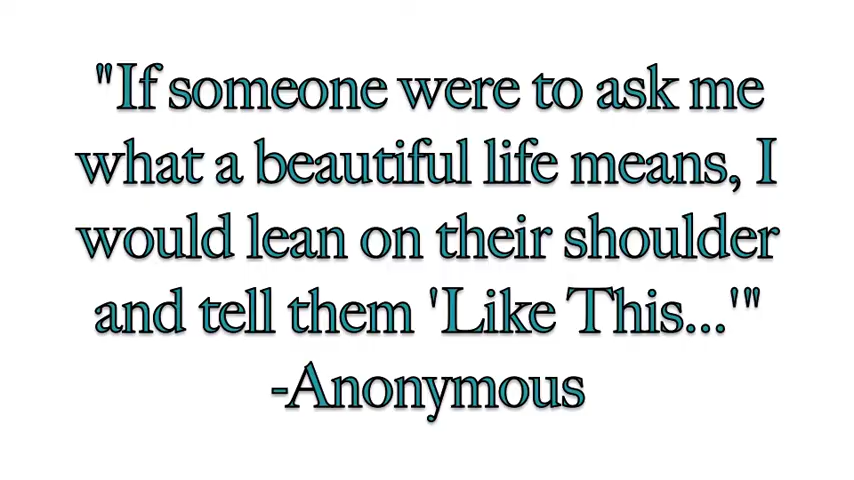 "If someone were to ask me
what a beautiful life means, I
would lean on their shoulder
and tell them 'Like This...'"
-Anonymous